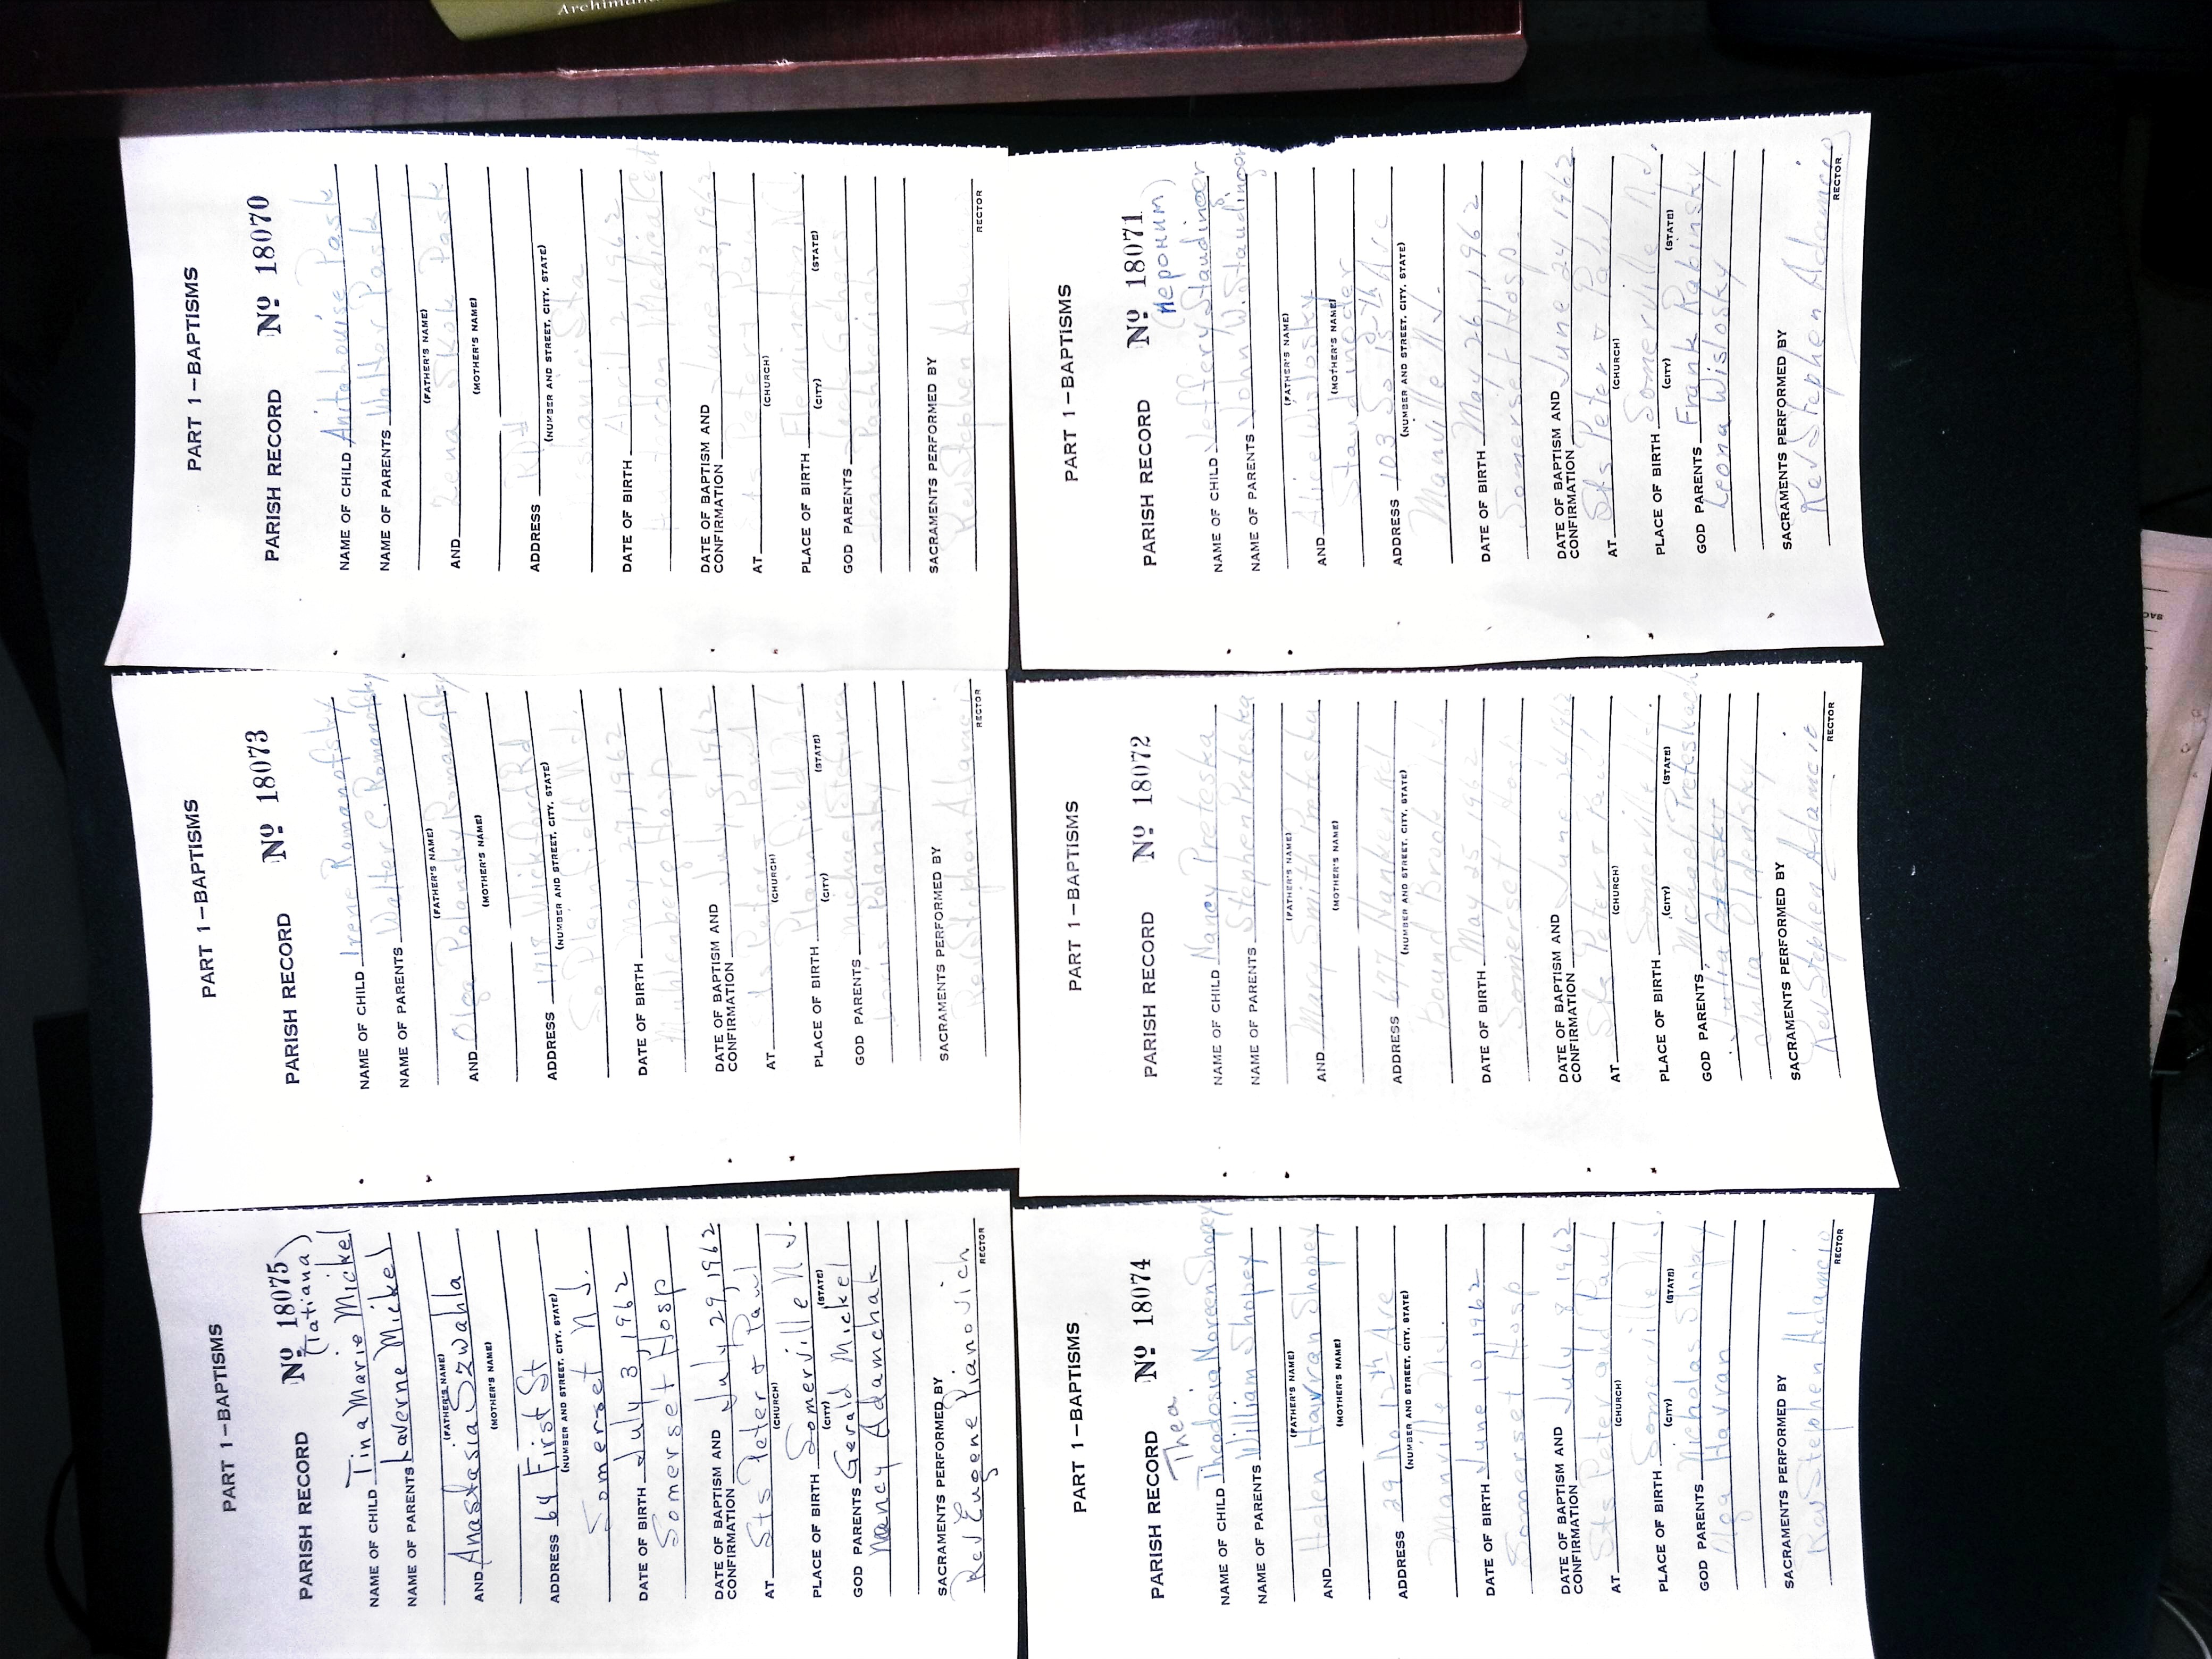 PART 1—BAPTISMS
PARISH RECORD № 18075
(Tatiana)
NAME OF CHILD Tina Marie Mickel
NAME OF PARENTS Laverne Mickel
(FATHER'S NAME)
AND Anastasia Szwahla
(MOTHER'S NAME)
ADDRESS 64 First St
(NUMBER AND STREET, CITY, STATE)
Somerset N J.
DATE OF BIRTH July 3, 1962
Somerset Hosp
DATE OF BAPTISM AND
CONFIRMATION July 29, 1962
AT Sts Peter & Paul
(CHURCH)
PLACE OF BIRTH Somerville N J.
(CITY) (STATE)
GOD PARENTS Gerald Mickel
Nancy Adamchak
SACRAMENTS PERFORMED BY
Rev Eugene Pianovich
RECTOR
PART 1—BAPTISMS
PARISH RECORD № 18073
NAME OF CHILD Irene Romanofsky
NAME OF PARENTS Walter C. Romanofsky
(FATHER'S NAME)
AND Olga Polansky Romanofsky
(MOTHER'S NAME)
ADDRESS 1718 Wickford Rd
(NUMBER AND STREET, CITY, STATE)
So Plainfield N.J.
DATE OF BIRTH May 27, 1962
Muhlenberg Hosp
DATE OF BAPTISM AND
CONFIRMATION July 8, 1962
AT Peter & Paul
(CHURCH)
PLACE OF BIRTH Plainfield N.J.
(CITY) (STATE)
GOD PARENTS Michael Stefura
Polansky
SACRAMENTS PERFORMED BY
Rev Stephen Adamcio
RECTOR
PART 1—BAPTISMS
PARISH RECORD № 18070
NAME OF CHILD Anita Louise Pask
NAME OF PARENTS Walter Pask
(FATHER'S NAME)
AND Zena Skok Pask
(MOTHER'S NAME)
ADDRESS
(NUMBER AND STREET, CITY, STATE)
Sta
DATE OF BIRTH April 2 1962
Medical Cent
DATE OF BAPTISM AND
CONFIRMATION June 23, 1962
AT Peter & Paul
(CHURCH)
PLACE OF BIRTH Flemington N.J.
(CITY) (STATE)
GOD PARENTS Gehers
Jean Pashkevich
SACRAMENTS PERFORMED BY
Rev Stephen
RECTOR
PART 1—BAPTISMS
PARISH RECORD № 18074
Thea
NAME OF CHILD Theodosia Noreen Shopey
NAME OF PARENTS William Shopey
(FATHER'S NAME)
AND Helen Havran Shopey
(MOTHER'S NAME)
ADDRESS 29 No 12th Ave
(NUMBER AND STREET, CITY, STATE)
Manville N.J.
DATE OF BIRTH June 10, 1962
Somerset Hosp
DATE OF BAPTISM AND
CONFIRMATION July 8, 1962
AT Sts Peter and Paul
(CHURCH)
PLACE OF BIRTH Somerville N.J.
(CITY) (STATE)
GOD PARENTS Nicholas Shopey
Olga Havran
SACRAMENTS PERFORMED BY
Rev Stephen Adamcio
RECTOR
PART 1—BAPTISMS
PARISH RECORD № 18072
NAME OF CHILD Nancy Preteska
NAME OF PARENTS Stephen Preteska
(FATHER'S NAME)
AND Mary Smith Preteska
(MOTHER'S NAME)
ADDRESS 677 Hanken Rd
(NUMBER AND STREET, CITY, STATE)
Bound Brook N.J.
DATE OF BIRTH May 25, 1962
Somerset Hosp
DATE OF BAPTISM AND
CONFIRMATION June 24 1962
AT Sts Peter & Paul
(CHURCH)
PLACE OF BIRTH Somerville N.J.
(CITY) (STATE)
GOD PARENTS Michael Preteskach
Julia
Julia Oldensky
SACRAMENTS PERFORMED BY
Rev Stephen Adamcio
RECTOR
PART 1—BAPTISMS
PARISH RECORD № 18071
(Иероним)
NAME OF CHILD Jeffery Staudinger
NAME OF PARENTS John W. Staudinger
(FATHER'S NAME)
AND Alice Wislosky
(MOTHER'S NAME)
Staudingder
ADDRESS 103 So 15th Ave
(NUMBER AND STREET, CITY, STATE)
Manville N J.
DATE OF BIRTH May 26, 1962
Somerset Hosp.
DATE OF BAPTISM AND
CONFIRMATION June 24 1962
AT Sts Peter & Paul
(CHURCH)
PLACE OF BIRTH Somerville N.J.
(CITY) (STATE)
GOD PARENTS Frank Rabinsky
Leona Wislosky
SACRAMENTS PERFORMED BY
Rev Stephen Adamcio
RECTOR